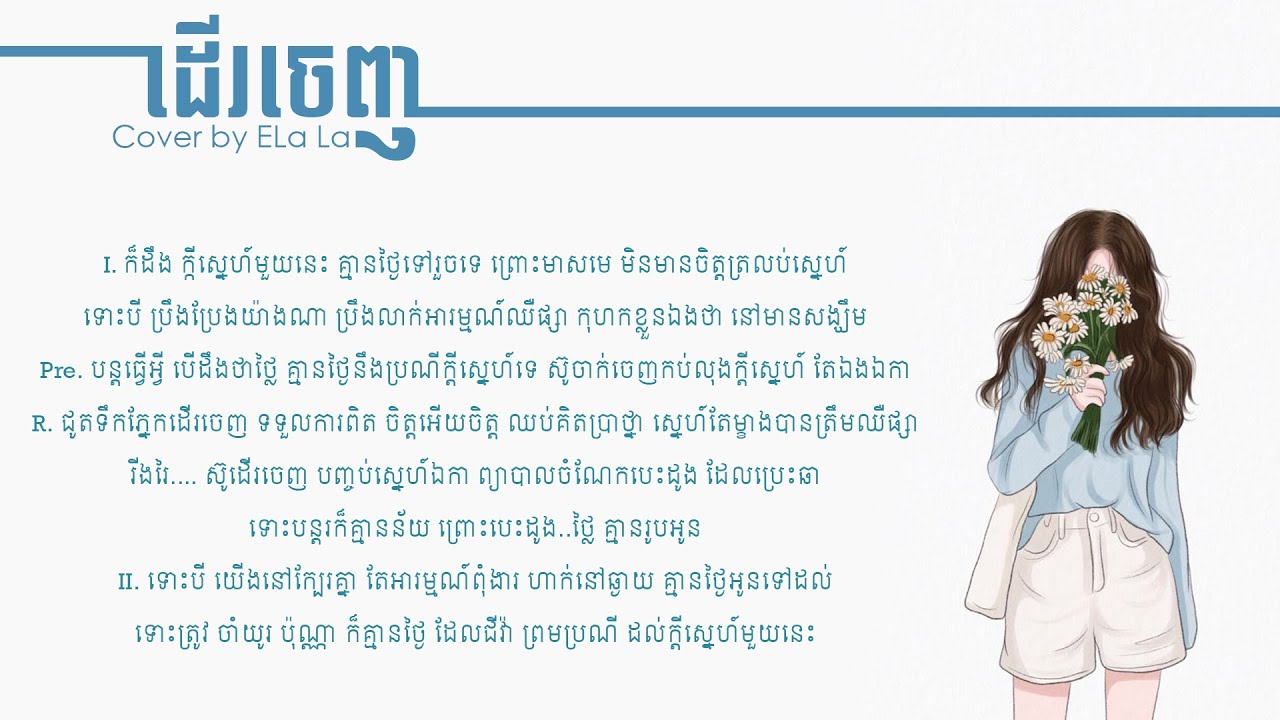 ដើរចេញ
Cover by ELa La
I. ក៏ដឹង ក្ដីស្នេហ៍មួយនេះ គ្មានថ្ងៃទៅរួចទេ ព្រោះមាសមេ មិនមានចិត្តត្រលប់ស្នេហ៍
ទោះបី ប្រឹងប្រែងយ៉ាងណា ប្រឹងលាក់អារម្មណ៍ឈឺផ្សា កុហកខ្លួនឯងថា នៅមានសង្ឃឹម
Pre. បន្តធ្វើអ្វី បើដឹងថាថ្លៃ គ្មានថ្ងៃនឹងប្រណីក្ដីស្នេហ៍ទេ ស៊ូចាក់ចេញកប់លុងក្ដីស្នេហ៍ តែឯងឯកា
R. ជូតទឹកភ្នែកដើរចេញ ទទួលការពិត ចិត្តអើយចិត្ត ឈប់គិតប្រាថ្នា ស្នេហ៍តែម្ខាងបានត្រឹមឈឺផ្សា
រីងរៃ.... ស៊ូដើរចេញ បញ្ចប់ស្នេហ៍ឯកា ព្យាបាលចំណែកបេះដូង ដែលប្រេះឆា
ទោះបន្តរក៏គ្មានន័យ ព្រោះបេះដូង..ថ្លៃ គ្មានរូបអូន
II. ទោះបី យើងនៅក្បែរគ្នា តែអារម្មណ៍ពុំងារ ហាក់នៅឆ្ងាយ គ្មានថ្ងៃអូនទៅដល់
ទោះត្រូវ ចាំយូរ ប៉ុណ្ណា ក៏គ្មានថ្ងៃ ដែលជីវ៉ា ព្រមប្រណី ដល់ក្ដីស្នេហ៍មួយនេះ